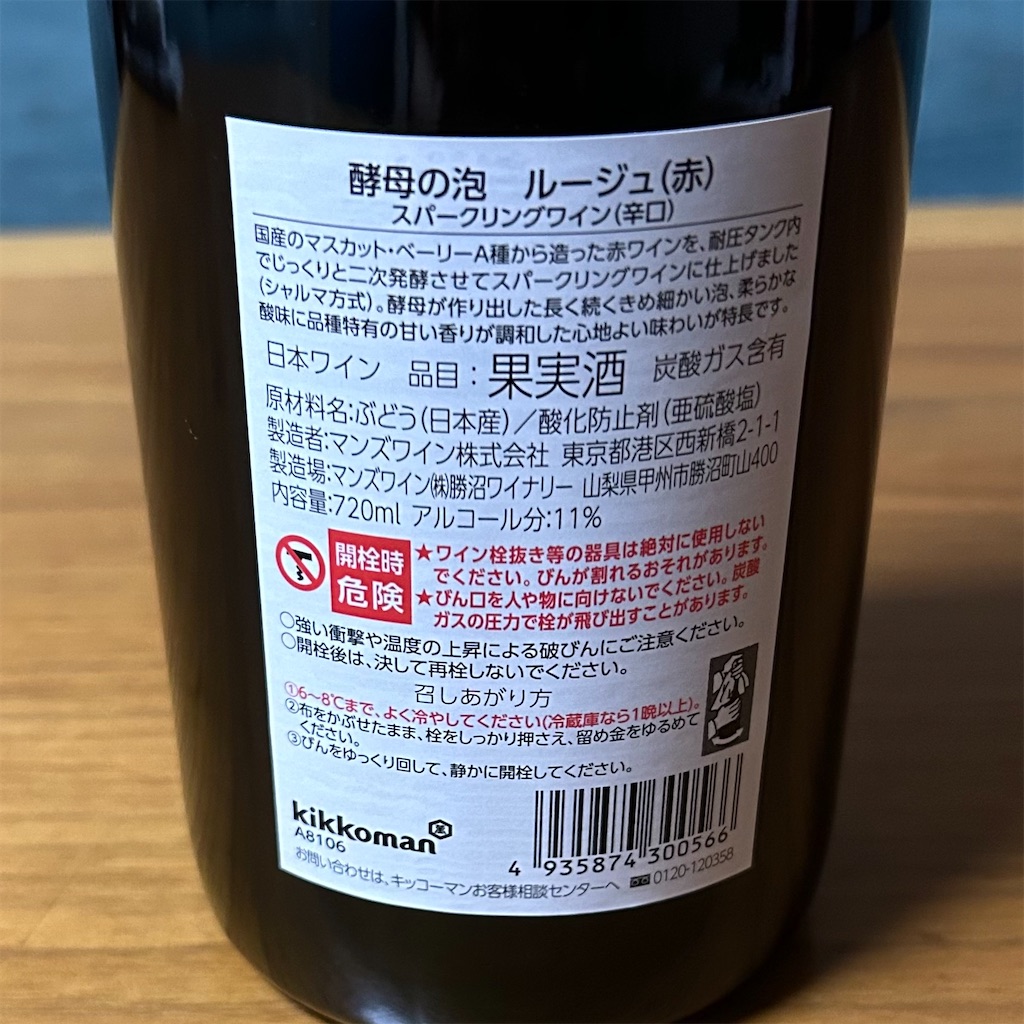 酵母の泡　ルージュ(赤)
スパークリングワイン(辛口)
国産のマスカット・ベーリーA種から造った赤ワインを、耐圧タンク内
でじっくりと二次発酵させてスパークリングワインに仕上げました
(シャルマ方式)。酵母が作り出した長く続くきめ細かい泡、柔らかな
酸味に品種特有の甘い香りが調和した心地よい味わいが特長です。
日本ワイン　品目：果実酒　炭酸ガス含有
原材料名:ぶどう(日本産)／酸化防止剤(亜硫酸塩)
製造者:マンズワイン株式会社 東京都港区西新橋2-1-1
製造場:マンズワイン㈱勝沼ワイナリー 山梨県甲州市勝沼町山400
内容量:720ml アルコール分:11%
開栓時
危険
★ワイン栓抜き等の器具は絶対に使用しない
でください。びんが割れるおそれがあります。
★びん口を人や物に向けないでください。炭酸
ガスの圧力で栓が飛び出すことがあります。
○強い衝撃や温度の上昇による破びんにご注意ください。
○開栓後は、決して再栓しないでください。
召しあがり方
①6〜8℃まで、よく冷やしてください(冷蔵庫なら1晩以上)。
②布をかぶせたまま、栓をしっかり押さえ、留め金をゆるめて
ください。
③びんをゆっくり回して、静かに開栓してください。
kikkoman
A8106
4 935874 300566
お問い合わせは、キッコーマンお客様相談センターへ 0120-120358